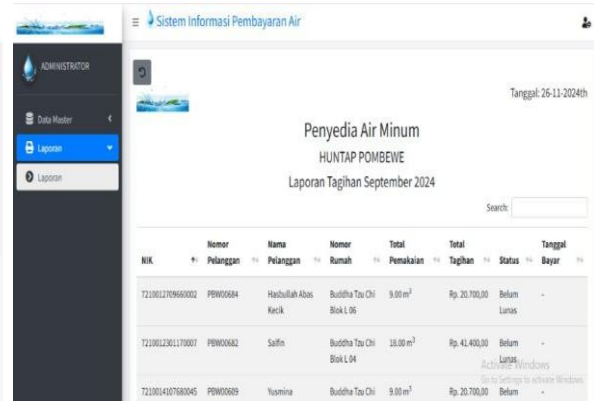 Sistem Informasi Pembayaran Air
ADMINISTRATOR
Data Master
Laporan
Laporan
Tanggal: 26-11-2024th
Penyedia Air Minum
HUNTAP POMBEWE
Laporan Tagihan September 2024
Search:
NIK Nomor Pelanggan Nama Pelanggan Nomor Rumah Total Pemakaian Total Tagihan Status Tanggal Bayar
7210012709660002 PBW00684 Hasbullah Abas Kecik Buddha Tzu Chi Blok L 06 9.00 m³ Rp. 20.700,00 Belum Lunas -
7210012301170007 PBW00682 Saifin Buddha Tzu Chi Blok L 04 18.00 m³ Rp. 41.400,00 Belum Lunas -
7210014107680045 PBW00609 Yusmina Buddha Tzu Chi 9.00 m³ Rp. 20.700,00 Belum -
Activate Windows
Go to Settings to activate Windows.